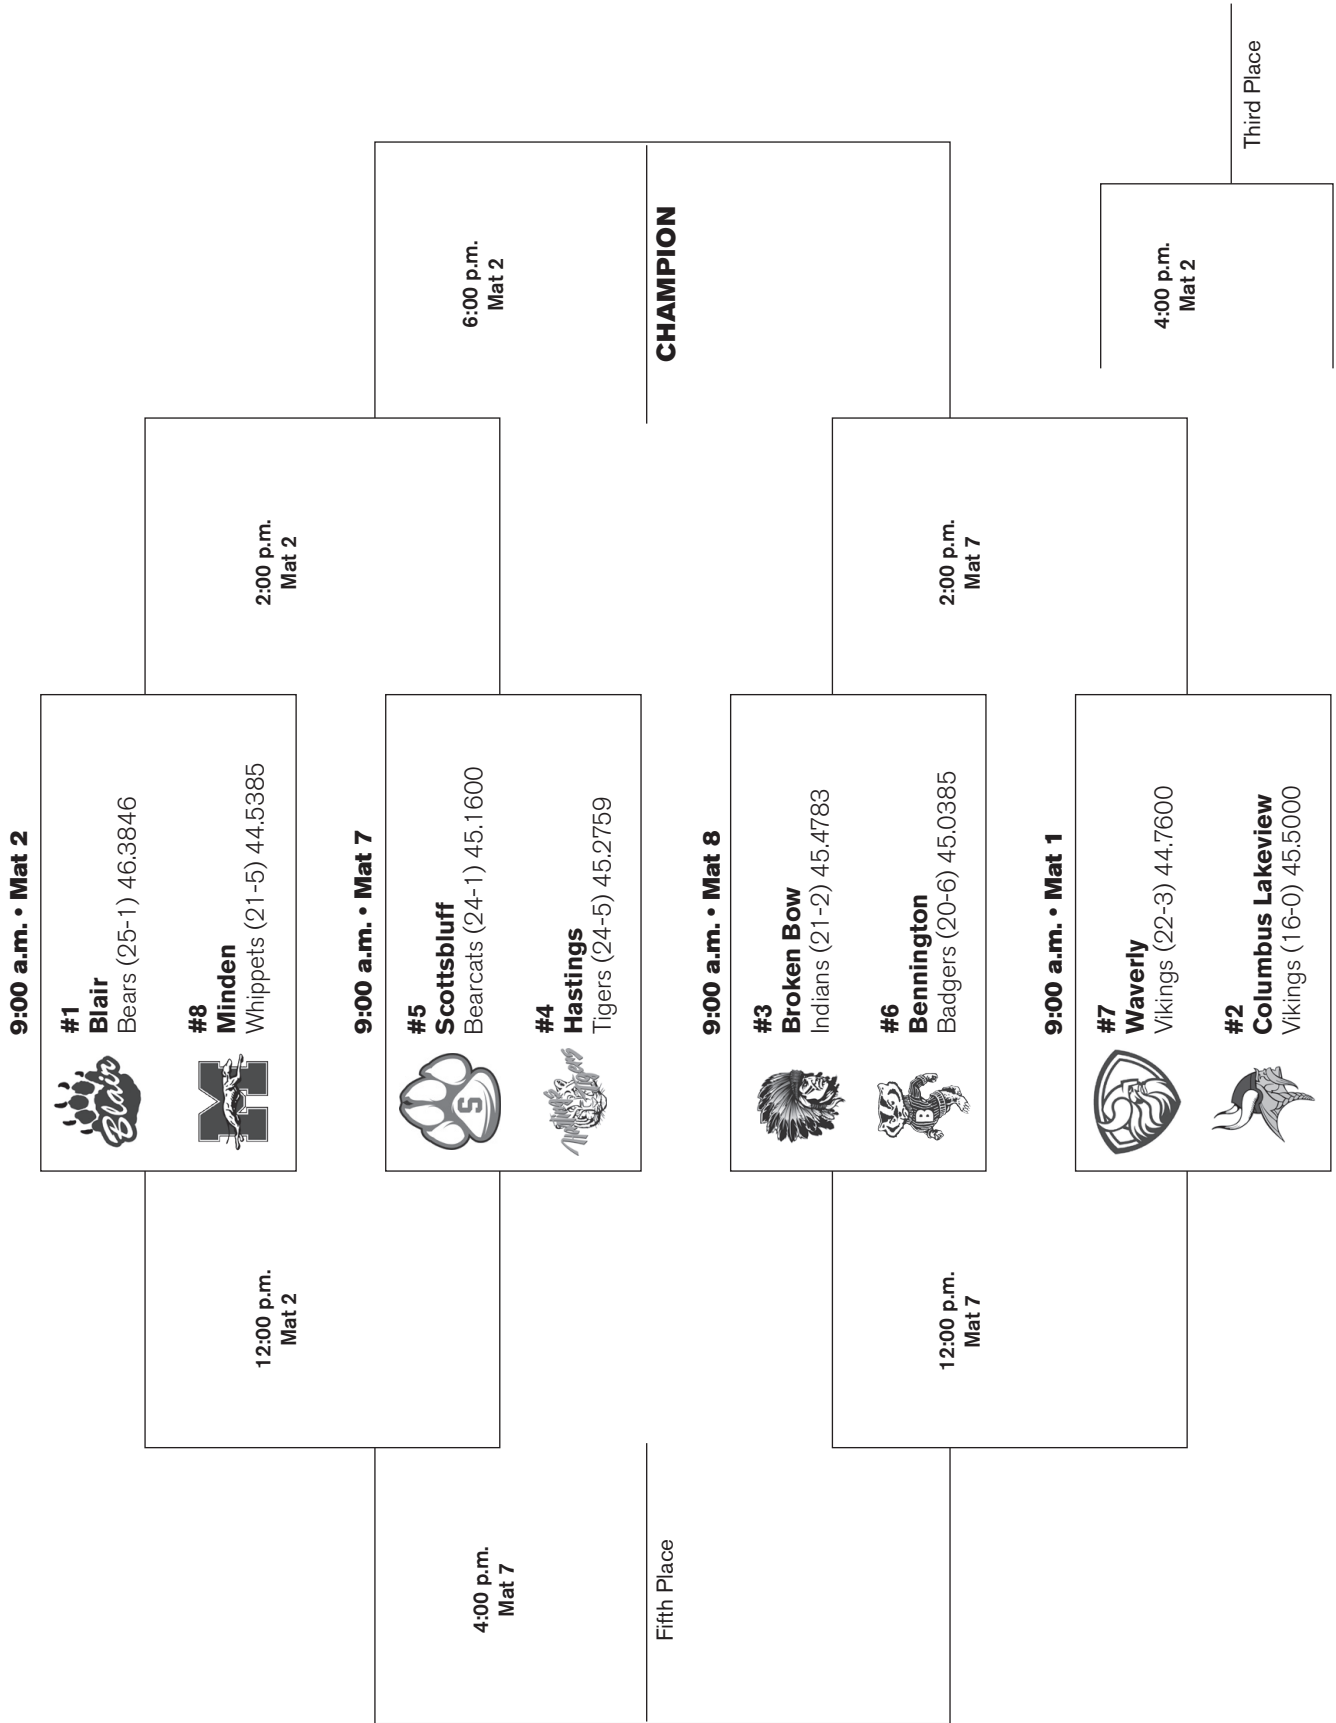 9:00 a.m. • Mat 2
Blair
#1
Blair
Bears (25-1) 46.3846
M
#8
Minden
Whippets (21-5) 44.5385
9:00 a.m. • Mat 7
S
#5
Scottsbluff
Bearcats (24-1) 45.1600
Hastings Tigers
#4
Hastings
Tigers (24-5) 45.2759
9:00 a.m. • Mat 8
#3
Broken Bow
Indians (21-2) 45.4783
B
#6
Bennington
Badgers (20-6) 45.0385
9:00 a.m. • Mat 1
#7
Waverly
Vikings (22-3) 44.7600
#2
Columbus Lakeview
Vikings (16-0) 45.5000
12:00 p.m.
Mat 2
12:00 p.m.
Mat 7
4:00 p.m.
Mat 7
Fifth Place
2:00 p.m.
Mat 2
2:00 p.m.
Mat 7
6:00 p.m.
Mat 2
CHAMPION
4:00 p.m.
Mat 2
Third Place